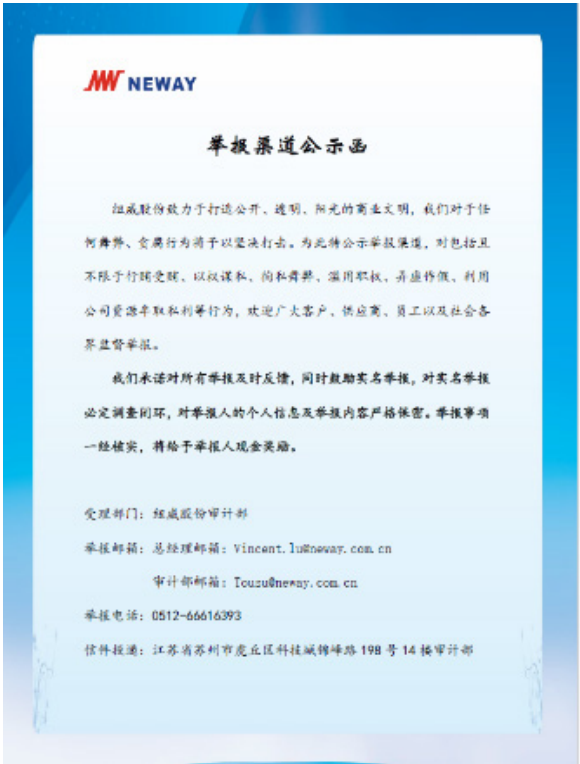 NEWAY
举报渠道公示函
纽威股份致力于打造公开、透明、阳光的商业文明，我们对于任
何舞弊、贪腐行为将予以坚决打击。为此特公示举报渠道，对包括且
不限于行贿受贿、以权谋私、徇私舞弊、滥用职权、弄虚作假、利用
公司资源牟取私利等行为，欢迎广大客户、供应商、员工以及社会各
界监督举报。
我们承诺对所有举报及时反馈，同时鼓励实名举报，对实名举报
必定调查闭环，对举报人的个人信息及举报内容严格保密。举报事项
一经核实，将给予举报人现金奖励。
受理部门：纽威股份审计部
举报邮箱：总经理邮箱：Vincent.lu@neway.com.cn
审计部邮箱：Tousu@neway.com.cn
举报电话：0512-66616393
信件投递：江苏省苏州市虎丘区科技城锦峰路 198 号 14 楼审计部